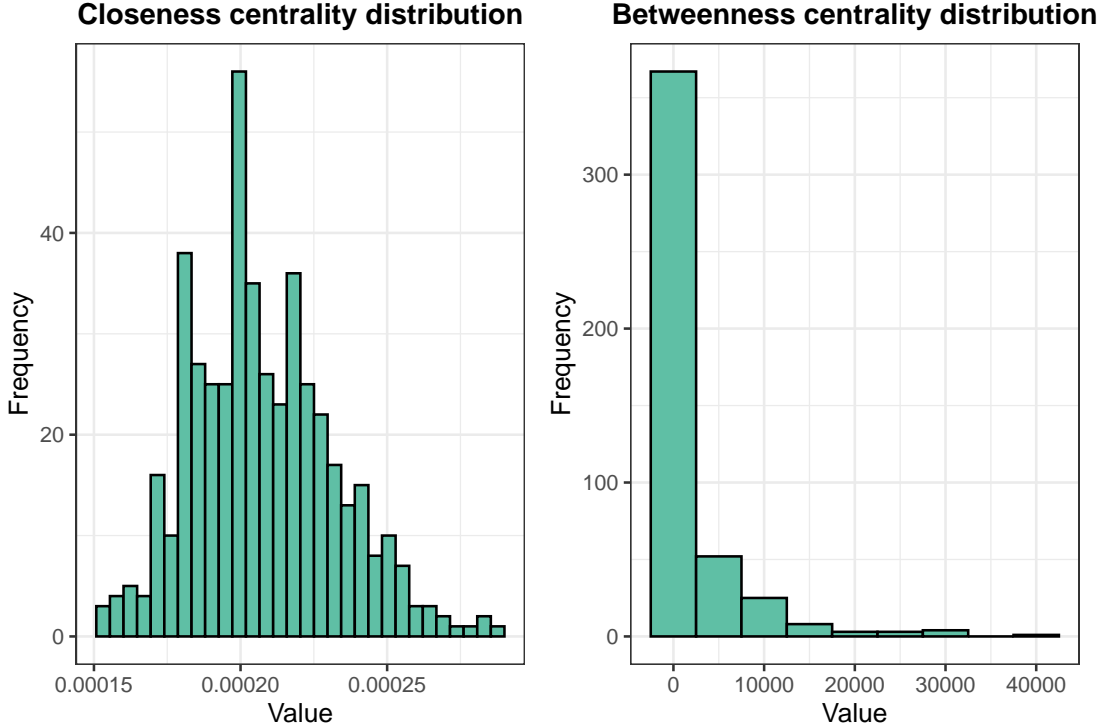 Closeness centrality distribution
Frequency
40
20
0
0.00015
0.00020
0.00025
Value
Betweenness centrality distribution
Frequency
300
200
100
0
0
10000
20000
30000
40000
Value